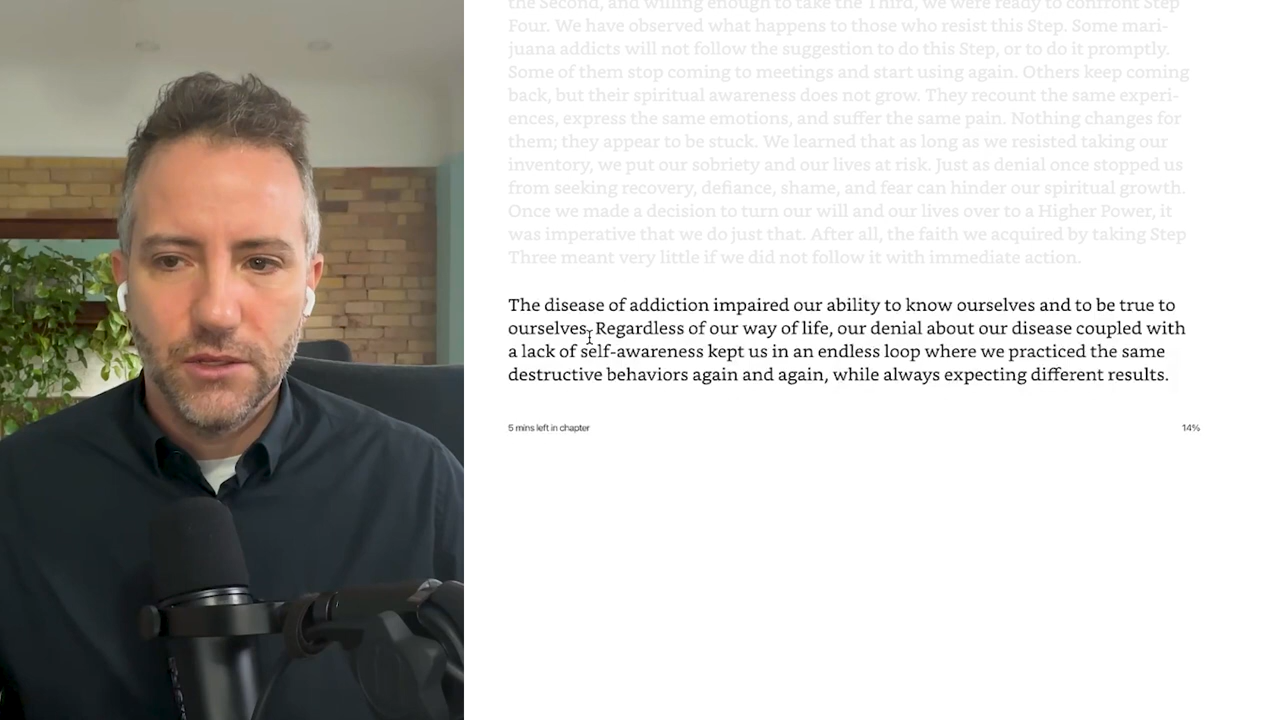 the Second, and willing enough to take the Third, we were ready to confront Step
Four. We have observed what happens to those who resist this Step. Some mari-
juana addicts will not follow the suggestion to do this Step, or to do it promptly.
Some of them stop coming to meetings and start using again. Others keep coming
back, but their spiritual awareness does not grow. They recount the same experi-
ences, express the same emotions, and suffer the same pain. Nothing changes for
them; they appear to be stuck. We learned that as long as we resisted taking our
inventory, we put our sobriety and our lives at risk. Just as denial once stopped us
from seeking recovery, defiance, shame, and fear can hinder our spiritual growth.
Once we made a decision to turn our will and our lives over to a Higher Power, it
was imperative that we do just that. After all, the faith we acquired by taking Step
Three meant very little if we did not follow it with immediate action.
The disease of addiction impaired our ability to know ourselves and to be true to
ourselves. Regardless of our way of life, our denial about our disease coupled with
a lack of self-awareness kept us in an endless loop where we practiced the same
destructive behaviors again and again, while always expecting different results.
5 mins left in chapter
14%